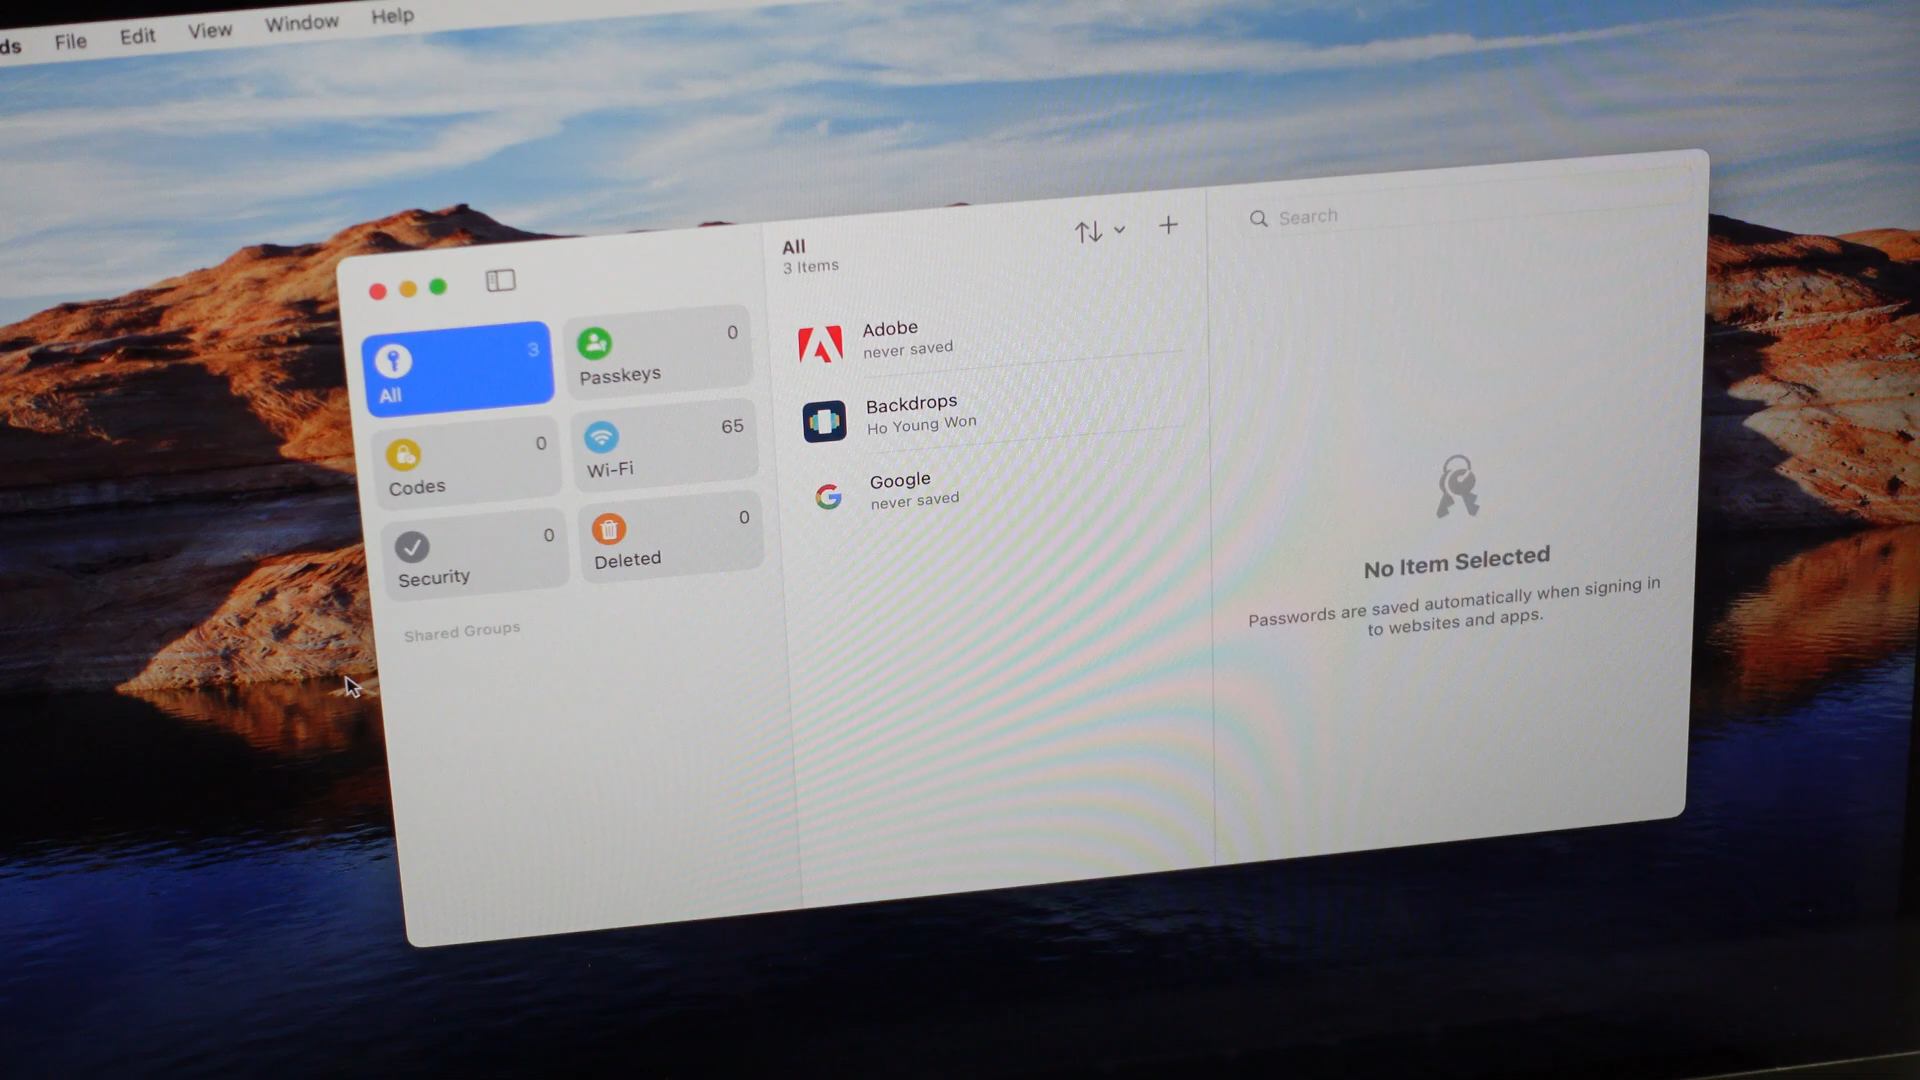 ds File Edit View Window Help
3
All
0
Passkeys
0
Codes
65
Wi-Fi
0
Security
0
Deleted
Shared Groups
All
3 Items
Adobe
never saved
Backdrops
Ho Young Won
Google
never saved
Search
No Item Selected
Passwords are saved automatically when signing in
to websites and apps.